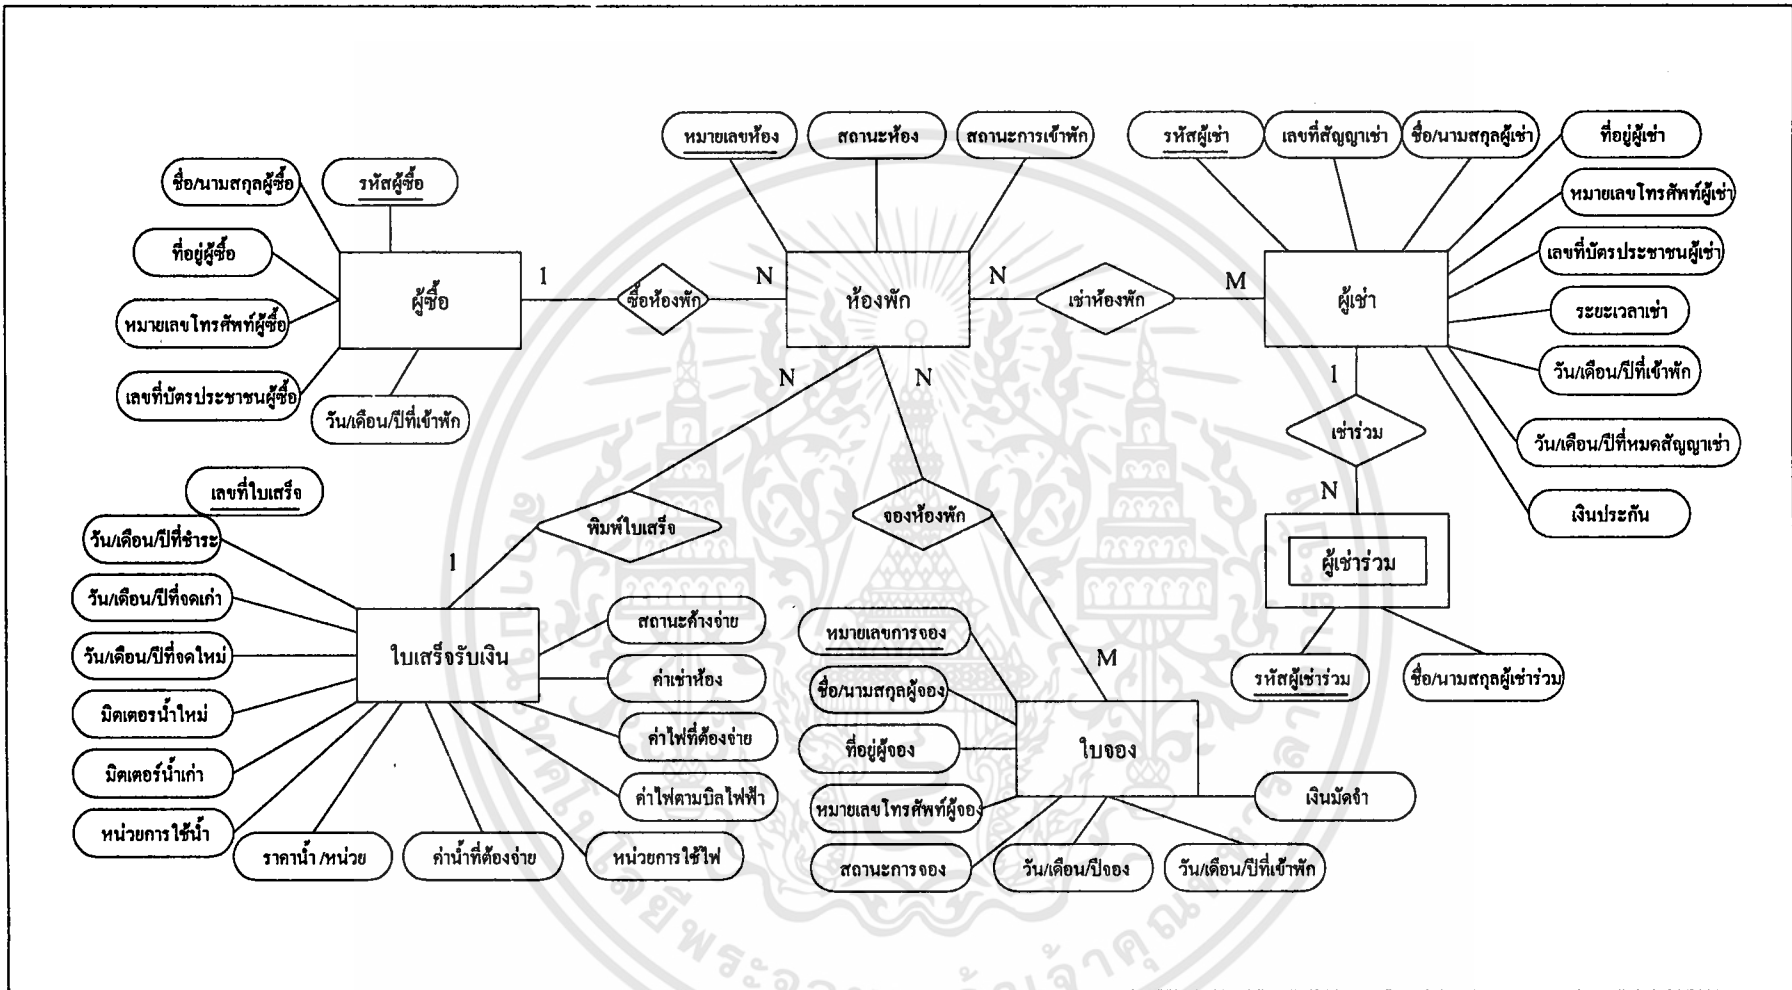 หมายเลขห้อง
สถานะห้อง
สถานะการเข้าพัก
รหัสผู้เช่า
เลขที่สัญญาเช่า
ชื่อ/นามสกุลผู้เช่า
ที่อยู่ผู้เช่า
ชื่อ/นามสกุลผู้ซื้อ
รหัสผู้ซื้อ
หมายเลขโทรศัพท์ผู้เช่า
ที่อยู่ผู้ซื้อ
เลขที่บัตรประชาชนผู้เช่า
ผู้ซื้อ
1
ซื้อห้องพัก
N
ห้องพัก
N
เช่าห้องพัก
M
ผู้เช่า
ระยะเวลาเช่า
หมายเลขโทรศัพท์ผู้ซื้อ
วัน/เดือน/ปีที่เข้าพัก
เลขที่บัตรประชาชนผู้ซื้อ
วัน/เดือน/ปีที่เข้าพัก
N
N
1
เช่าร่วม
วัน/เดือน/ปีที่หมดสัญญาเช่า
เลขที่ใบเสร็จ
N
เงินประกัน
วัน/เดือน/ปีที่ชำระ
พิมพ์ใบเสร็จ
จองห้องพัก
1
ผู้เช่าร่วม
วัน/เดือน/ปีที่จดเก่า
สถานะค้างจ่าย
หมายเลขการจอง
วัน/เดือน/ปีที่จดใหม่
ใบเสร็จรับเงิน
M
ค่าเช่าห้อง
ชื่อ/นามสกุลผู้จอง
รหัสผู้เช่าร่วม
ชื่อ/นามสกุลผู้เช่าร่วม
มิตเตอรน้ำใหม่
ค่าไฟที่ต้องจ่าย
ที่อยู่ผู้จอง
ใบจอง
มิตเตอร์น้ำเก่า
ค่าไฟตามบิลไฟฟ้า
หมายเลขโทรศัพท์ผู้จอง
เงินมัดจำ
หน่วยการใช้น้ำ
ราคาน้ำ /หน่วย
ค่าน้ำที่ต้องจ่าย
หน่วยการใช้ไฟ
สถานะการจอง
วัน/เดือน/ปีจอง
วัน/เดือน/ปีที่เข้าพัก